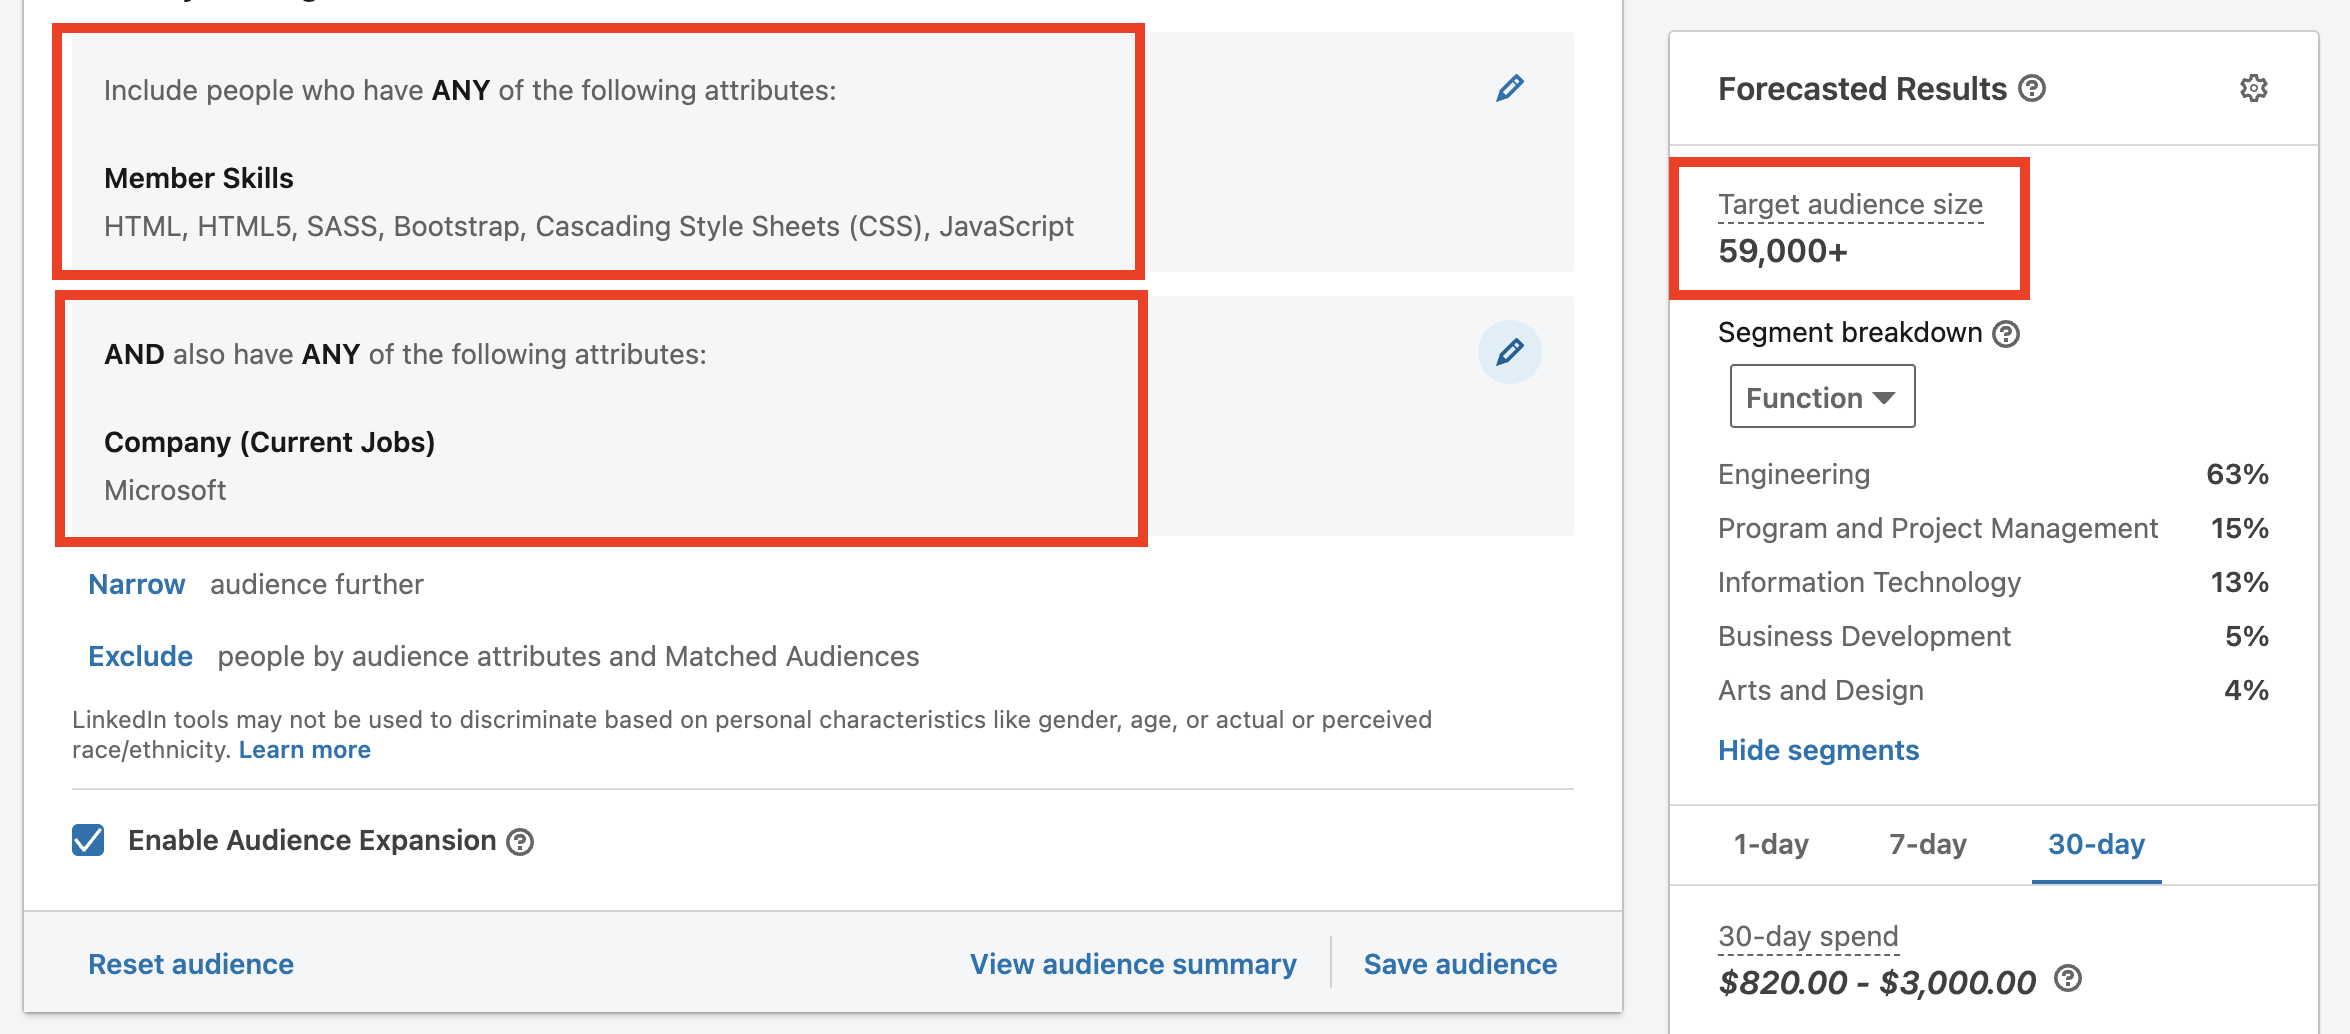 Include people who have ANY of the following attributes:
Member Skills
HTML, HTML5, SASS, Bootstrap, Cascading Style Sheets (CSS), JavaScript
AND also have ANY of the following attributes:
Company (Current Jobs)
Microsoft
Narrow audience further
Exclude people by audience attributes and Matched Audiences
LinkedIn tools may not be used to discriminate based on personal characteristics like gender, age, or actual or perceived
race/ethnicity. Learn more
Enable Audience Expansion
Reset audience
View audience summary
Save audience
Forecasted Results
Target audience size
59,000+
Segment breakdown
Function
Engineering 63%
Program and Project Management 15%
Information Technology 13%
Business Development 5%
Arts and Design 4%
Hide segments
1-day 7-day 30-day
30-day spend
$820.00 - $3,000.00